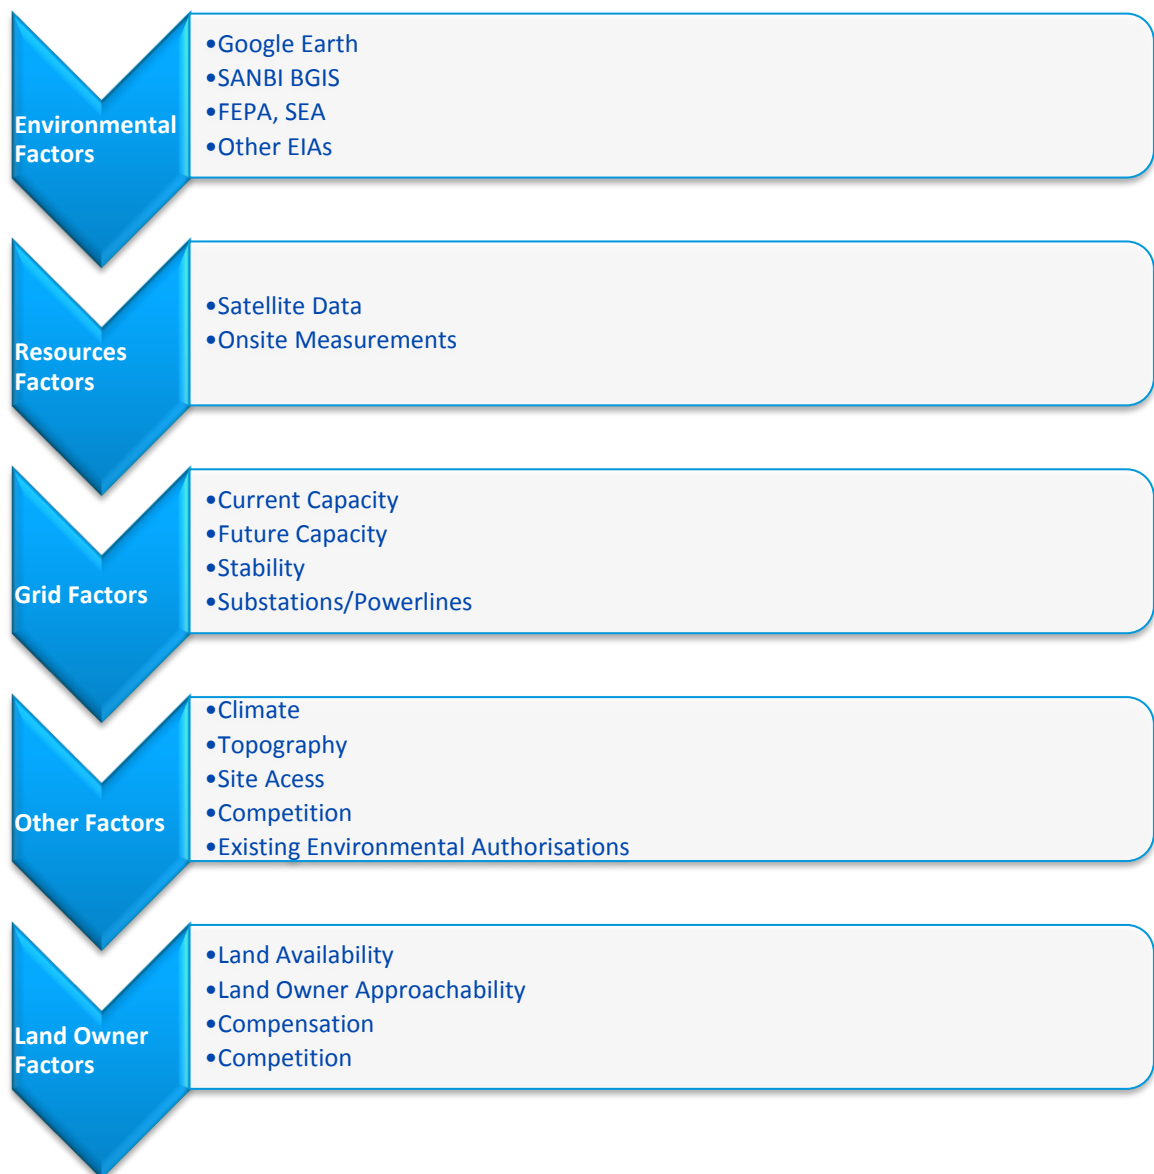 Environmental
Factors
•Google Earth
•SANBI BGIS
•FEPA, SEA
•Other EIAs
Resources
Factors
•Satellite Data
•Onsite Measurements
Grid Factors
•Current Capacity
•Future Capacity
•Stability
•Substations/Powerlines
Other Factors
•Climate
•Topography
•Site Acess
•Competition
•Existing Environmental Authorisations
Land Owner
Factors
•Land Availability
•Land Owner Approachability
•Compensation
•Competition